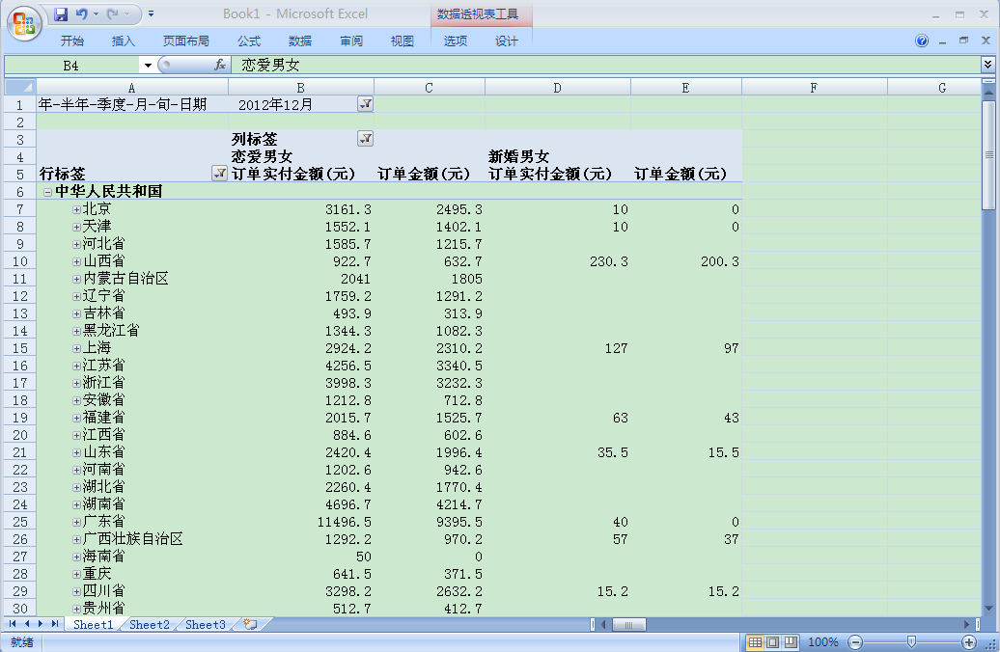 Book1 - Microsoft Excel 数据透视表工具
开始 插入 页面布局 公式 数据 审阅 视图 选项 设计
B4 fx 恋爱男女
A B C D E F G
1 年-半年-季度-月-旬-日期 2012年12月
2
3 列标签
4 恋爱男女 新婚男女
5 行标签 订单实付金额(元) 订单金额(元) 订单实付金额(元) 订单金额(元)
6 中华人民共和国
7 北京 3161.3 2495.3 10 0
8 天津 1552.1 1402.1 10 0
9 河北省 1585.7 1215.7
10 山西省 922.7 632.7 230.3 200.3
11 内蒙古自治区 2041 1805
12 辽宁省 1759.2 1291.2
13 吉林省 493.9 313.9
14 黑龙江省 1344.3 1082.3
15 上海 2924.2 2310.2 127 97
16 江苏省 4256.5 3340.5
17 浙江省 3998.3 3232.3
18 安徽省 1212.8 712.8
19 福建省 2015.7 1525.7 63 43
20 江西省 884.6 602.6
21 山东省 2420.4 1996.4 35.5 15.5
22 河南省 1202.6 942.6
23 湖北省 2260.4 1770.4
24 湖南省 4696.7 4214.7
25 广东省 11496.5 9395.5 40 0
26 广西壮族自治区 1292.2 970.2 57 37
27 海南省 50 0
28 重庆 641.5 371.5
29 四川省 3298.2 2632.2 15.2 15.2
30 贵州省 512.7 412.7
Sheet1 Sheet2 Sheet3
就绪 100%